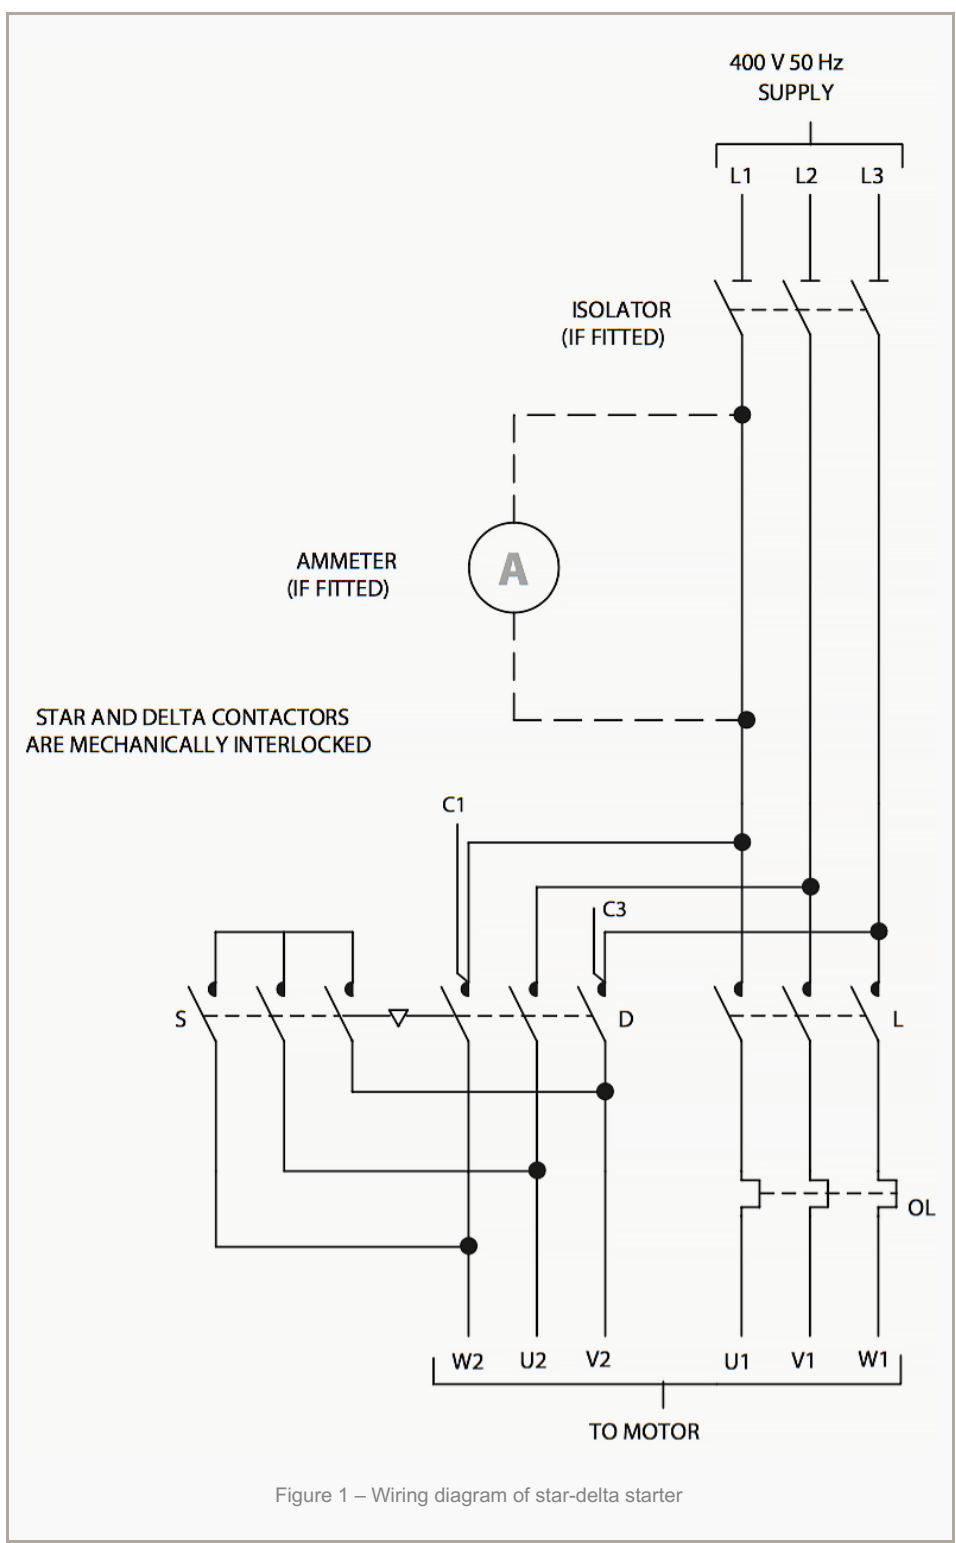 400 V 50 Hz
SUPPLY
L1 L2 L3
ISOLATOR
(IF FITTED)
AMMETER
(IF FITTED)
A
STAR AND DELTA CONTACTORS
ARE MECHANICALLY INTERLOCKED
C1
C3
S D L
OL
W2 U2 V2 U1 V1 W1
TO MOTOR
Figure 1 – Wiring diagram of star-delta starter